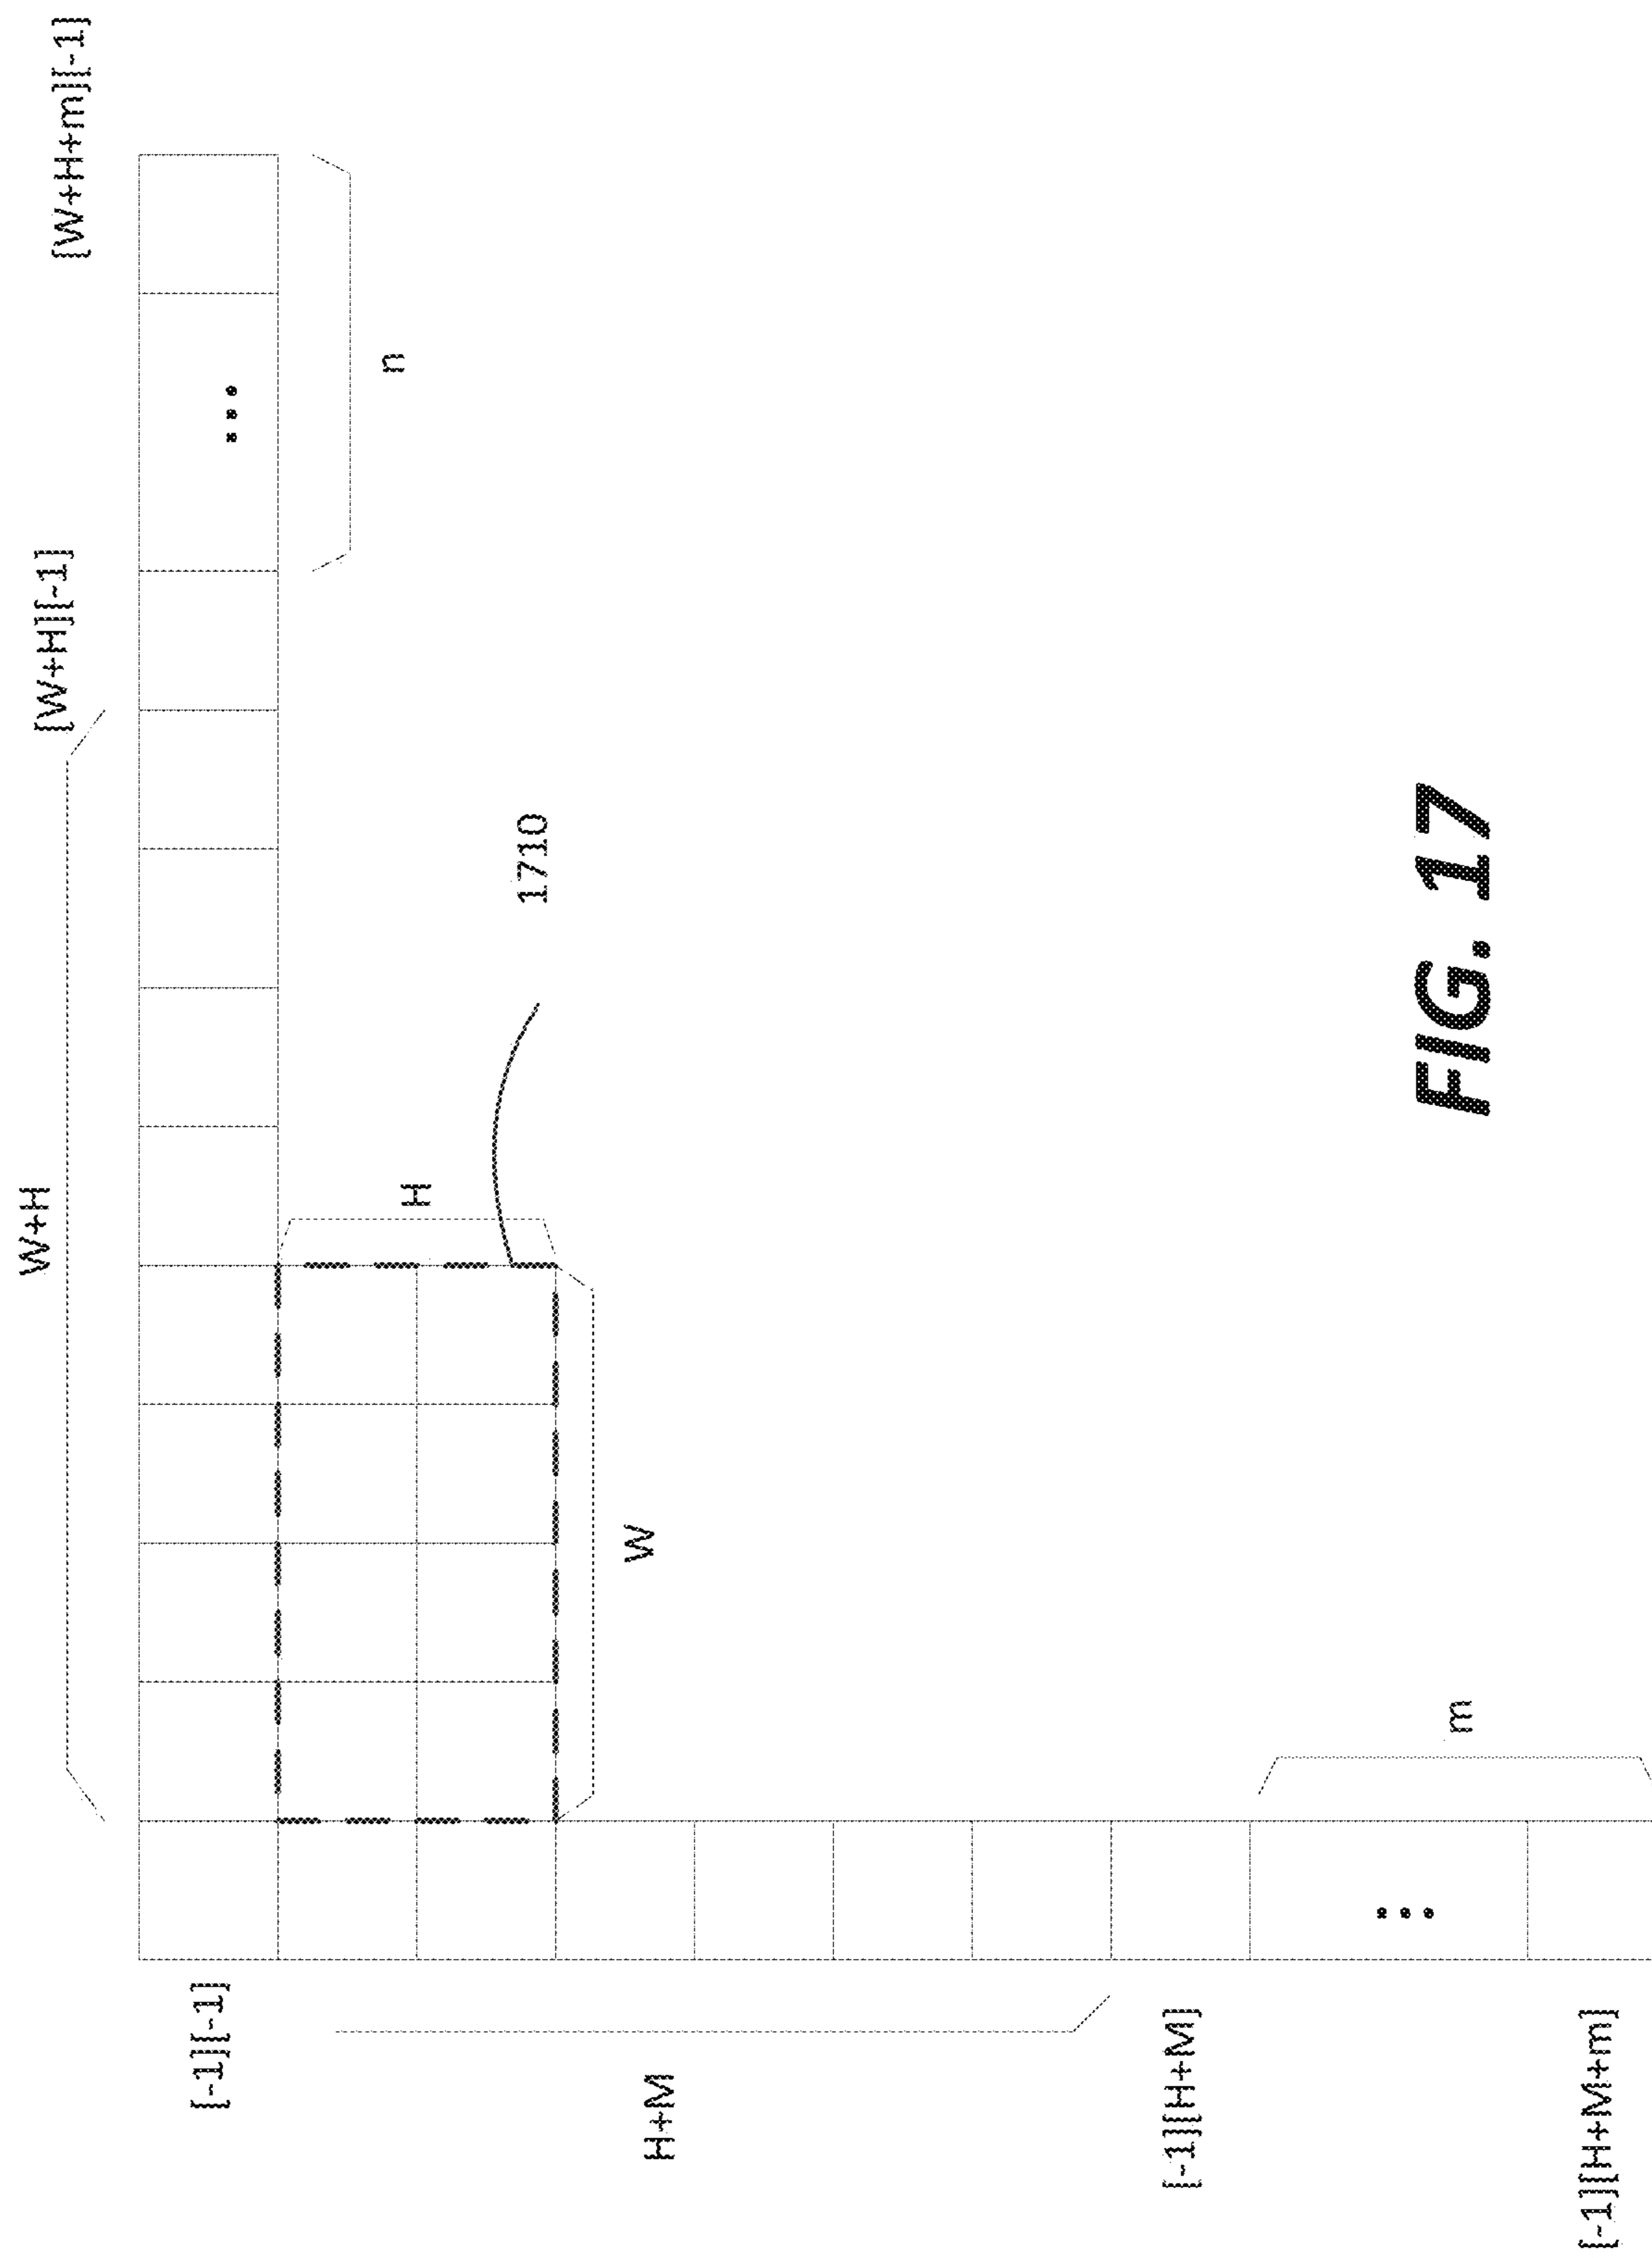 W+H
[W+H][-1]
[W+H+m][-1]
[-1][-1]
...
n
H
1710
W
H+M
[-1][H+M]
...
m
FIG. 17
[-1][H+M+m]